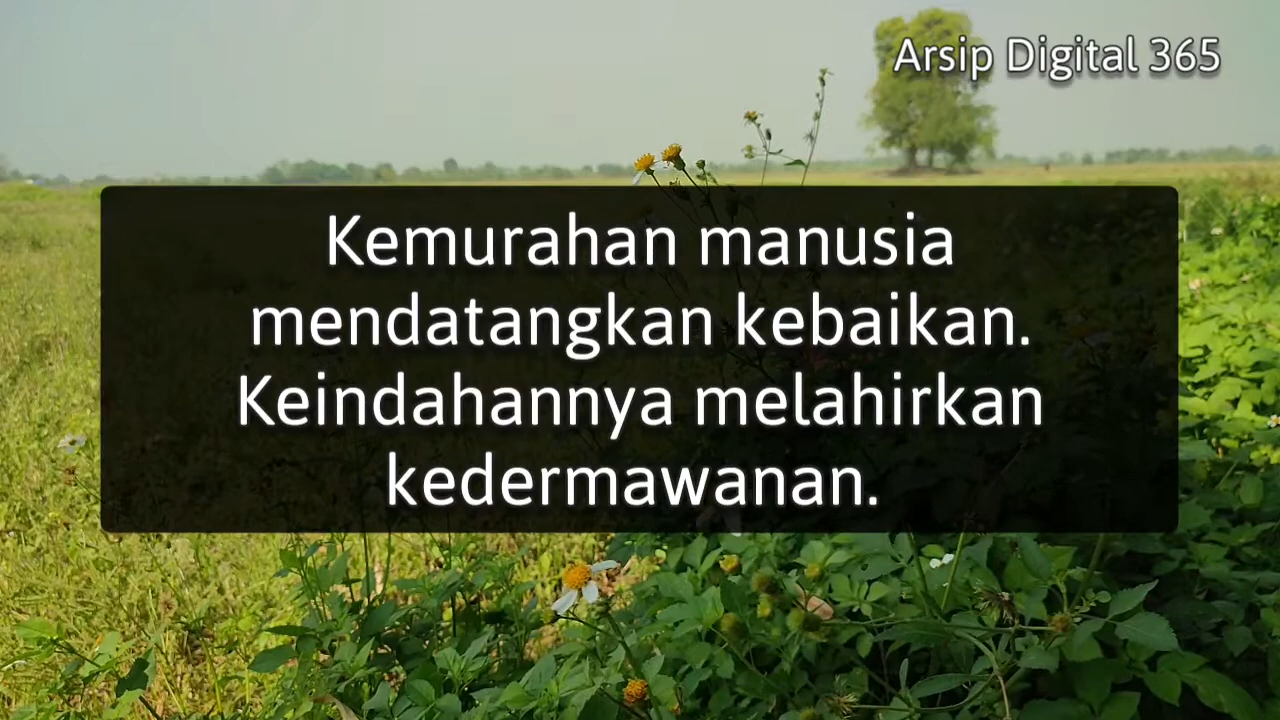 Arsip Digital 365
Kemurahan manusia
mendatangkan kebaikan.
Keindahannya melahirkan
kedermawanan.